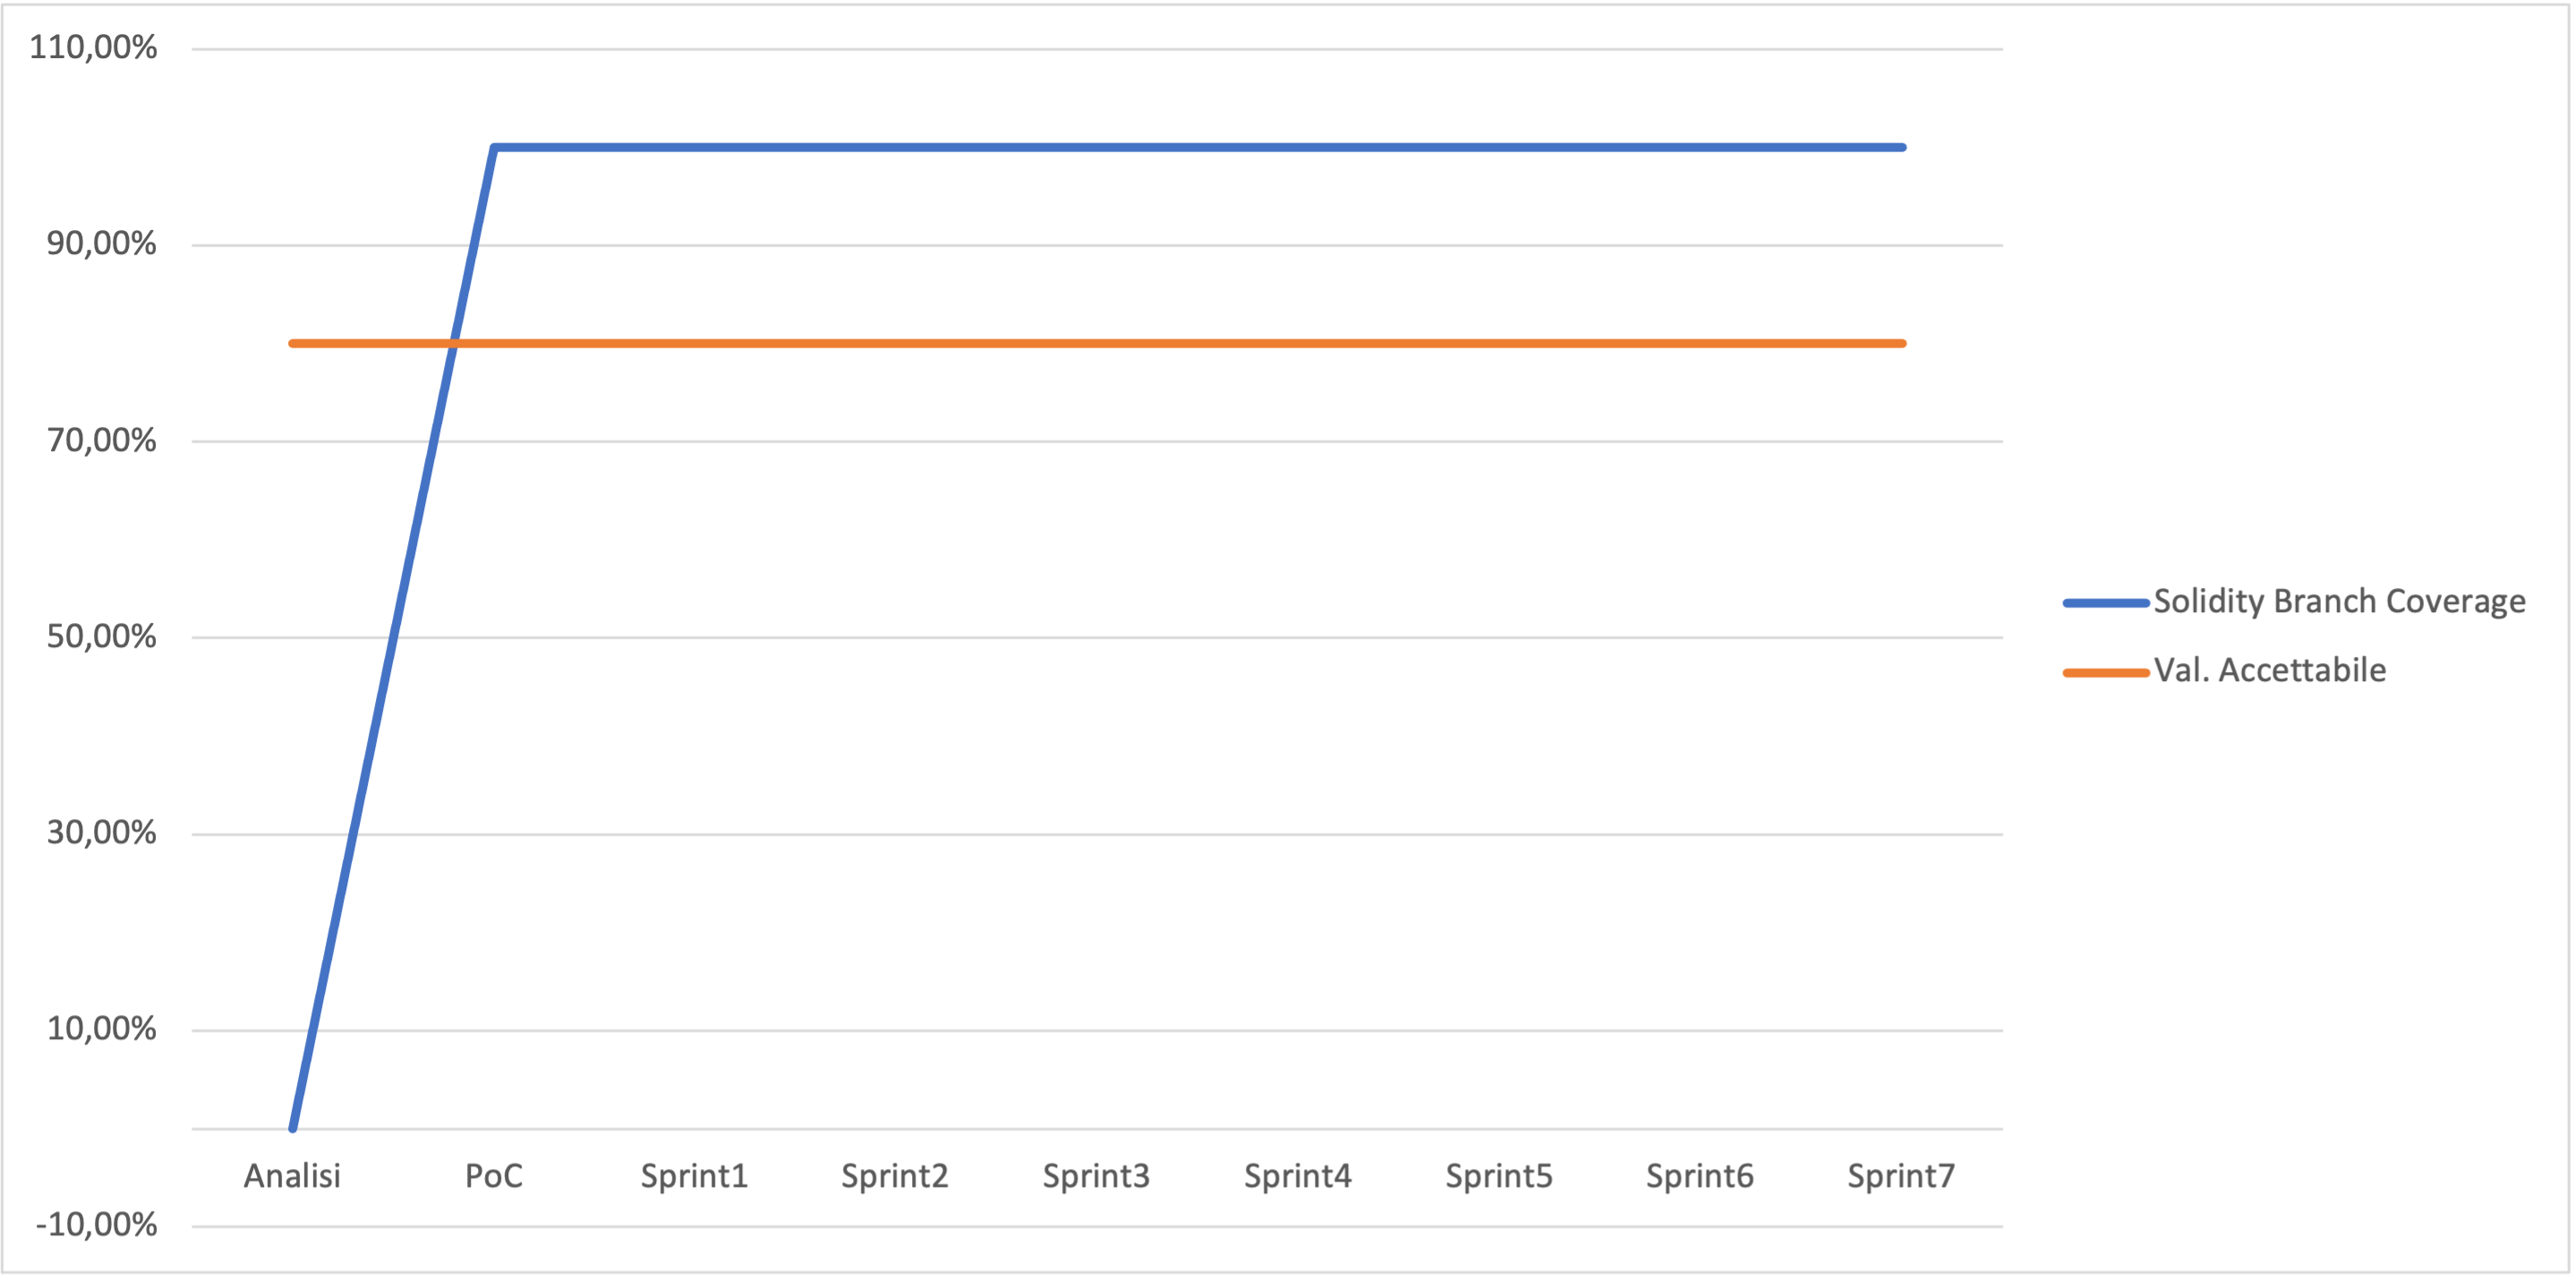 110,00%
90,00%
70,00%
50,00%
30,00%
10,00%
-10,00%
Analisi PoC Sprint1 Sprint2 Sprint3 Sprint4 Sprint5 Sprint6 Sprint7
Solidity Branch Coverage
Val. Accettabile